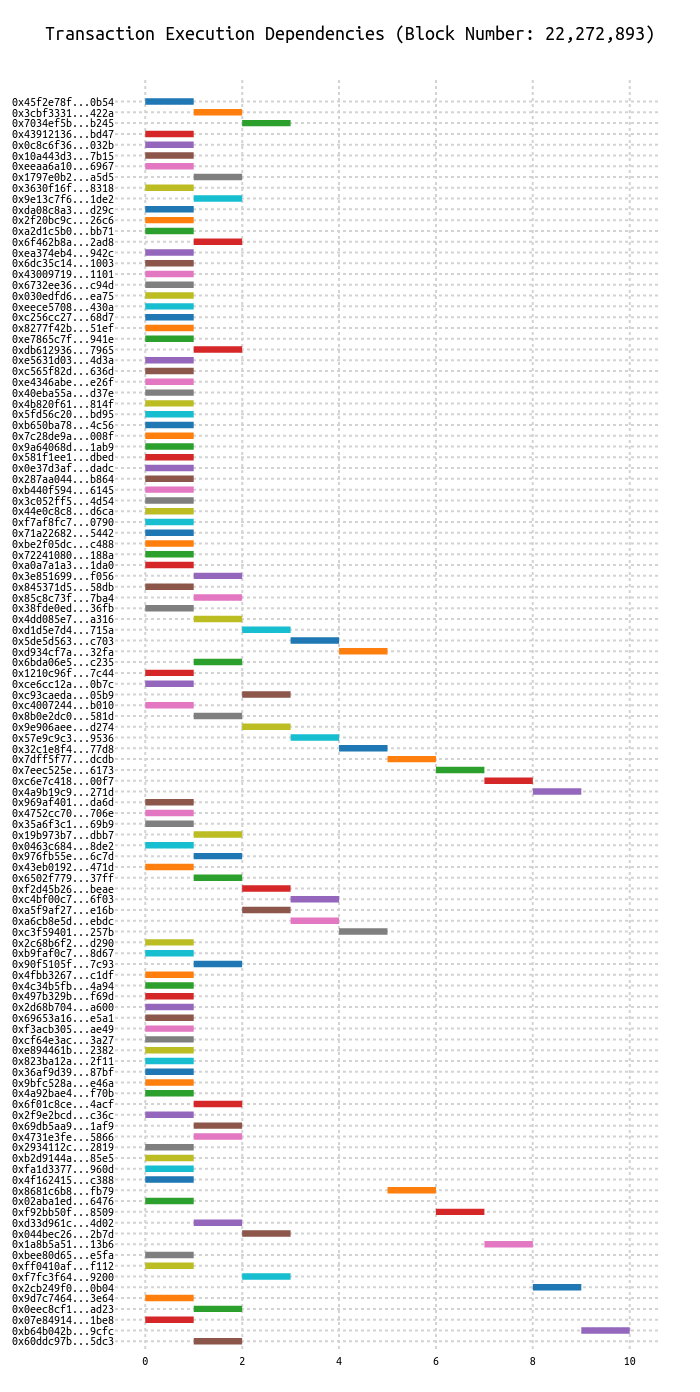 Transaction Execution Dependencies (Block Number: 22,272,893)
0x45f2e78f...0b54
0x3cbf3331...422a
0x7034ef5b...b245
0x43912136...bd47
0x0c8c6f36...032b
0x10a443d3...7b15
0xeeaa6a10...6967
0x1797e0b2...a5d5
0x3630f16f...8318
0x9e13c7f6...1de2
0xda08c8a3...d29c
0x2f20bc9c...26c6
0xa2d1c5b0...bb71
0x6f462b8a...2ad8
0xea374eb4...942c
0x6dc35c14...1003
0x43009719...1101
0x6732ee36...c94d
0x030edfd6...ea75
0xeece5708...430a
0xc256cc27...68d7
0x8277f42b...51ef
0xe7865c7f...941e
0xdb612936...7965
0xe5631d03...4d3a
0xc565f82d...636d
0xe4346abe...e26f
0x40eba55a...d37e
0x4b820f61...814f
0x5fd56c20...bd95
0xb650ba78...4c56
0x7c28de9a...008f
0x9a64068d...1ab9
0x581f1ee1...dbed
0x0e37d3af...dadc
0x287aa044...b864
0xb440f594...6145
0x3c052ff5...4d54
0x44e0c8c8...d6ca
0xf7af8fc7...0790
0x71a22682...5442
0xbe2f05dc...c488
0x72241080...188a
0xa0a7a1a3...1da0
0x3e851699...f056
0x845371d5...58db
0x85c8c73f...7ba4
0x38fde0ed...36fb
0x4dd085e7...a316
0xd1d5e7d4...715a
0x5de5d563...c703
0xd934cf7a...32fa
0x6bda06e5...c235
0x1210c96f...7c44
0xce6cc12a...0b7c
0xc93caeda...05b9
0xc4007244...b010
0x8b0e2dc0...581d
0x9e906aee...d274
0x57e9c9c3...9536
0x32c1e8f4...77d8
0x7dff5f77...dcdb
0x7eec525e...6173
0xc6e7c418...00f7
0x4a9b19c9...271d
0x969af401...da6d
0x4752cc70...706e
0x35a6f3c1...69b9
0x19b973b7...dbb7
0x0463c684...8de2
0x976fb55e...6c7d
0x43eb0192...471d
0x6502f779...37ff
0xf2d45b26...beae
0xc4bf00c7...6f03
0xa5f9af27...e16b
0xa6cb8e5d...ebdc
0xc3f59401...257b
0x2c68b6f2...d290
0xb9faf0c7...8d67
0x90f5105f...7c93
0x4fbb3267...c1df
0x4c34b5fb...4a94
0x497b329b...f69d
0x2d68b704...a600
0x69653a16...e5a1
0xf3acb305...ae49
0xcf64e3ac...3a27
0xe894461b...2382
0x823ba12a...2f11
0x36af9d39...87bf
0x9bfc528a...e46a
0x4a92bae4...f70b
0x6f01c8ce...4acf
0x2f9e2bcd...c36c
0x69db5aa9...1af9
0x4731e3fe...5866
0x2934112c...2819
0xb2d9144a...85e5
0xfa1d3377...960d
0x4f162415...c388
0x8681c6b8...fb79
0x02aba1ed...6476
0xf92bb50f...8509
0xd33d961c...4d02
0x044bec26...2b7d
0x1a8b5a51...13b6
0xbee80d65...e5fa
0xff0410af...f112
0xf7fc3f64...9200
0x2cb249f0...0b04
0x9d7c7464...3e64
0x0eec8cf1...ad23
0x07e84914...1be8
0xb64b042b...9cfc
0x60ddc97b...5dc3
0 2 4 6 8 10